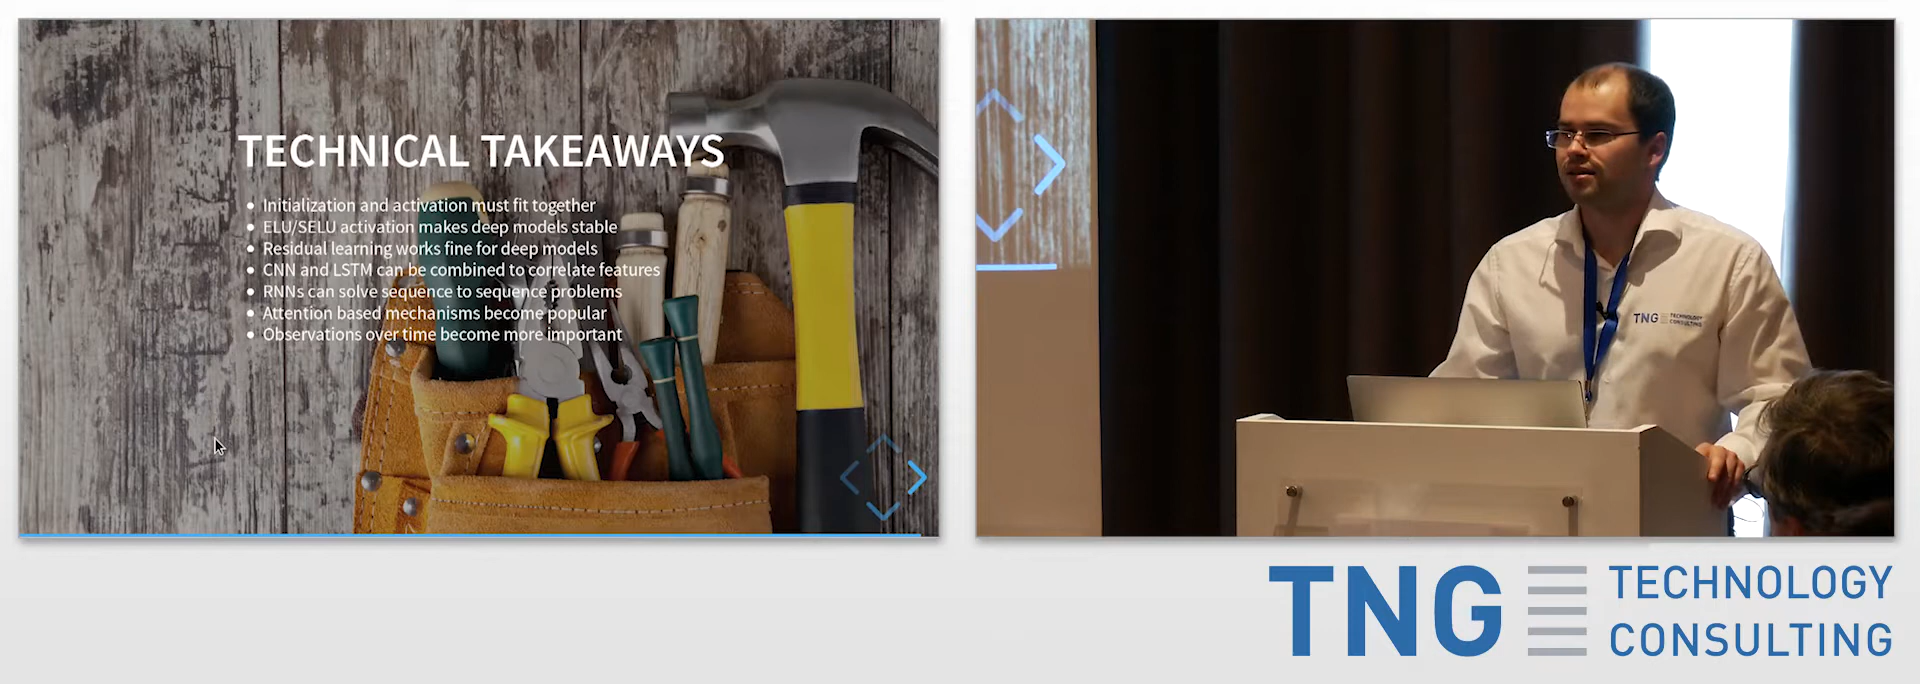 TECHNICAL TAKEAWAYS
• Initialization and activation must fit together
• ELU/SELU activation makes deep models stable
• Residual learning works fine for deep models
• CNN and LSTM can be combined to correlate features
• RNNs can solve sequence to sequence problems
• Attention based mechanisms become popular
• Observations over time become more important
TNG TECHNOLOGY
CONSULTING
TNG TECHNOLOGY
CONSULTING